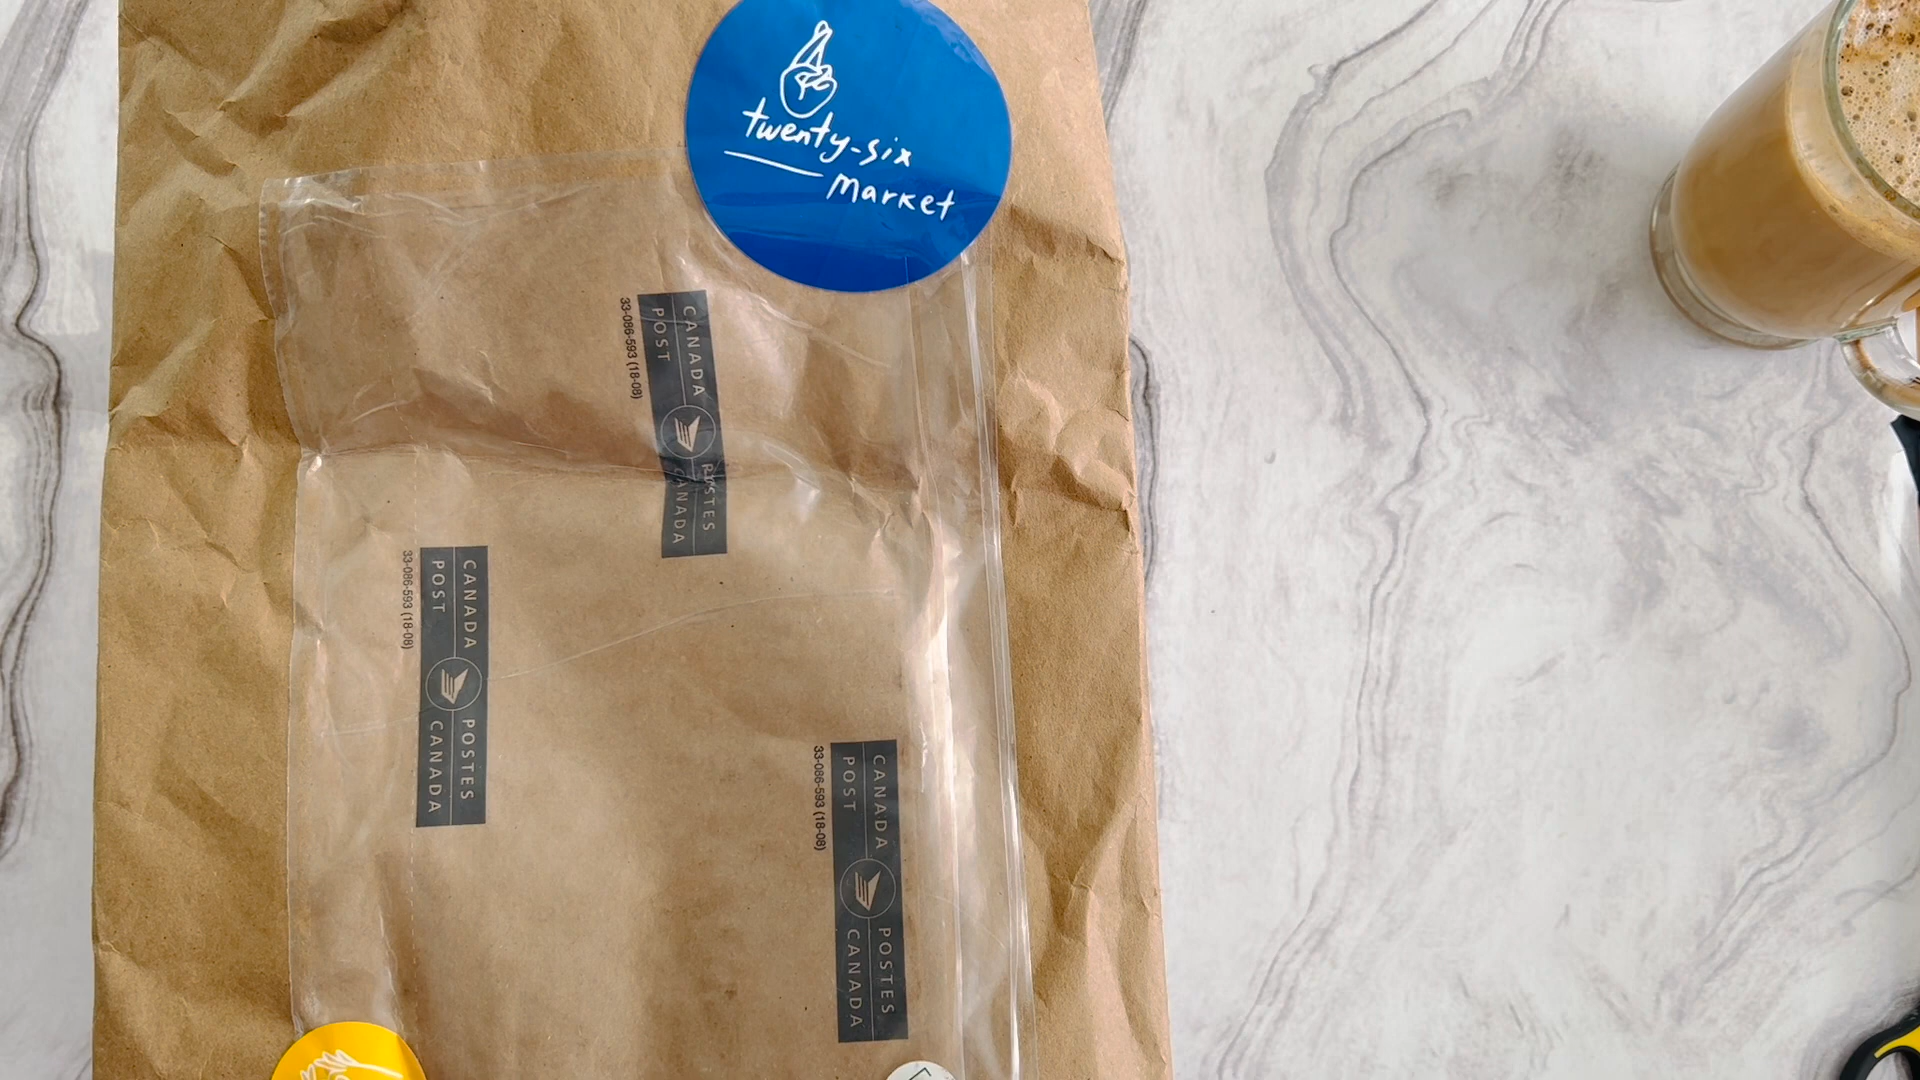 twenty-six
market
CANADA POSTES
POST CANADA
33-086-593 (18-08)
CANADA POSTES
POST CANADA
33-086-593 (18-08)
CANADA POSTES
POST CANADA
33-086-593 (18-08)